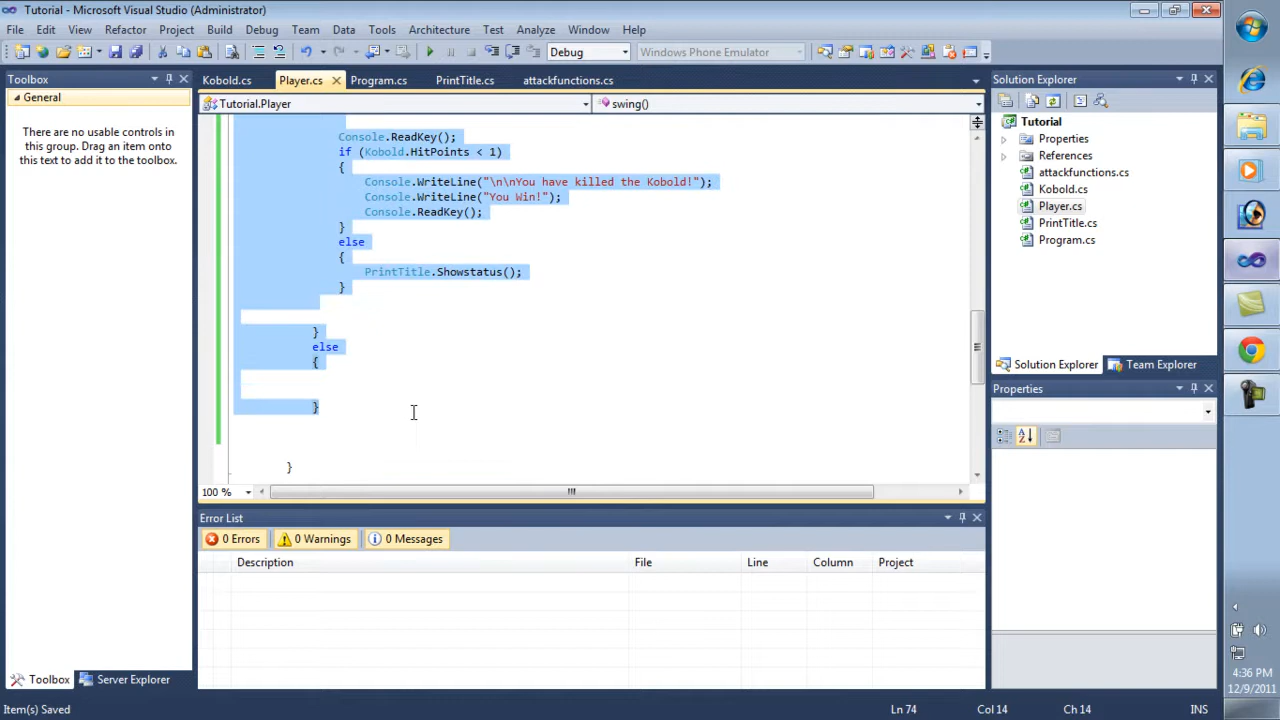 Tutorial - Microsoft Visual Studio (Administrator)
File Edit View Refactor Project Build Debug Team Data Tools Architecture Test Analyze Window Help
Debug Windows Phone Emulator
Toolbox
General
There are no usable controls in
this group. Drag an item onto
this text to add it to the toolbox.
Toolbox Server Explorer
Kobold.cs Player.cs Program.cs PrintTitle.cs attackfunctions.cs
Tutorial.Player swing()
Console.ReadKey();
if (Kobold.HitPoints < 1)
{
Console.WriteLine("\n\nYou have killed the Kobold!");
Console.WriteLine("You Win!");
Console.ReadKey();
}
else
{
PrintTitle.Showstatus();
}
}
else
{
}
}
100 %
Error List
0 Errors 0 Warnings 0 Messages
Description File Line Column Project
Solution Explorer
Tutorial
Properties
References
attackfunctions.cs
Kobold.cs
Player.cs
PrintTitle.cs
Program.cs
Solution Explorer Team Explorer
Properties
Item(s) Saved Ln 74 Col 14 Ch 14 INS
4:36 PM
12/9/2011